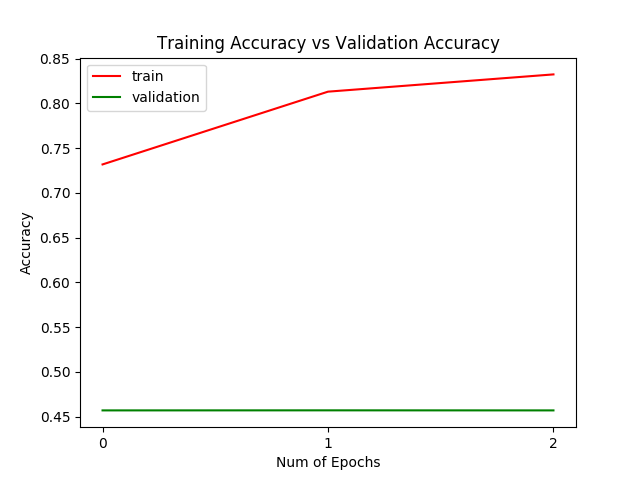 Training Accuracy vs Validation Accuracy
train
validation
Accuracy
0.85
0.80
0.75
0.70
0.65
0.60
0.55
0.50
0.45
0
1
2
Num of Epochs